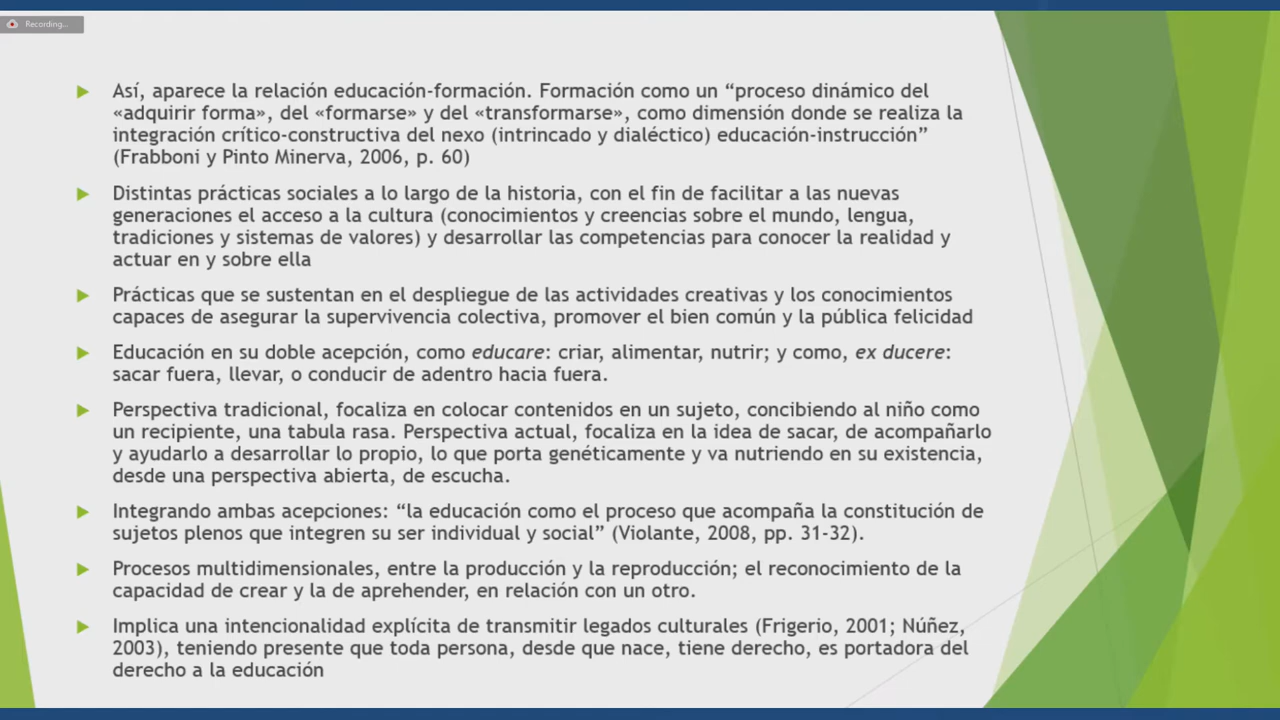 Recording...
Así, aparece la relación educación-formación. Formación como un “proceso dinámico del
«adquirir forma», del «formarse» y del «transformarse», como dimensión donde se realiza la
integración crítico-constructiva del nexo (intrincado y dialéctico) educación-instrucción”
(Frabboni y Pinto Minerva, 2006, p. 60)
Distintas prácticas sociales a lo largo de la historia, con el fin de facilitar a las nuevas
generaciones el acceso a la cultura (conocimientos y creencias sobre el mundo, lengua,
tradiciones y sistemas de valores) y desarrollar las competencias para conocer la realidad y
actuar en y sobre ella
Prácticas que se sustentan en el despliegue de las actividades creativas y los conocimientos
capaces de asegurar la supervivencia colectiva, promover el bien común y la pública felicidad
Educación en su doble acepción, como educare: criar, alimentar, nutrir; y como, ex ducere:
sacar fuera, llevar, o conducir de adentro hacia fuera.
Perspectiva tradicional, focaliza en colocar contenidos en un sujeto, concibiendo al niño como
un recipiente, una tabula rasa. Perspectiva actual, focaliza en la idea de sacar, de acompañarlo
y ayudarlo a desarrollar lo propio, lo que porta genéticamente y va nutriendo en su existencia,
desde una perspectiva abierta, de escucha.
Integrando ambas acepciones: “la educación como el proceso que acompaña la constitución de
sujetos plenos que integren su ser individual y social” (Violante, 2008, pp. 31-32).
Procesos multidimensionales, entre la producción y la reproducción; el reconocimiento de la
capacidad de crear y la de aprehender, en relación con un otro.
Implica una intencionalidad explícita de transmitir legados culturales (Frigerio, 2001; Núñez,
2003), teniendo presente que toda persona, desde que nace, tiene derecho, es portadora del
derecho a la educación